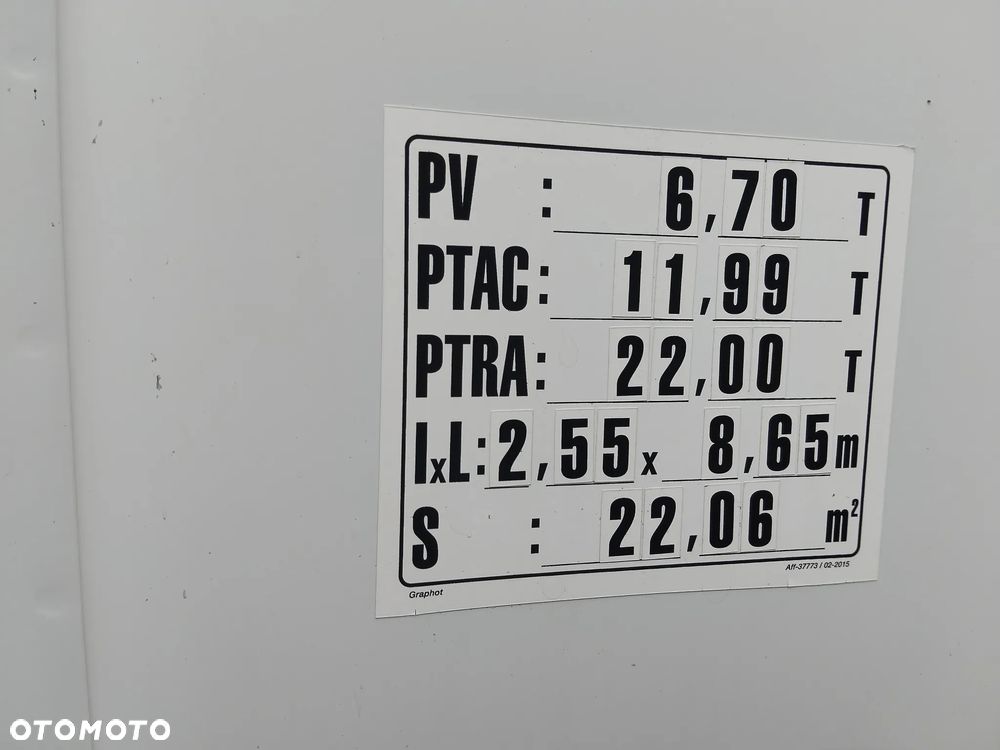 PV : 6,70 T
PTAC: 11,99 T
PTRA: 22,00 T
lxL: 2,55 x 8,65 m
S : 22,06 m²
Graphot
Aff-37773 / 02-2015
OTOMOTO